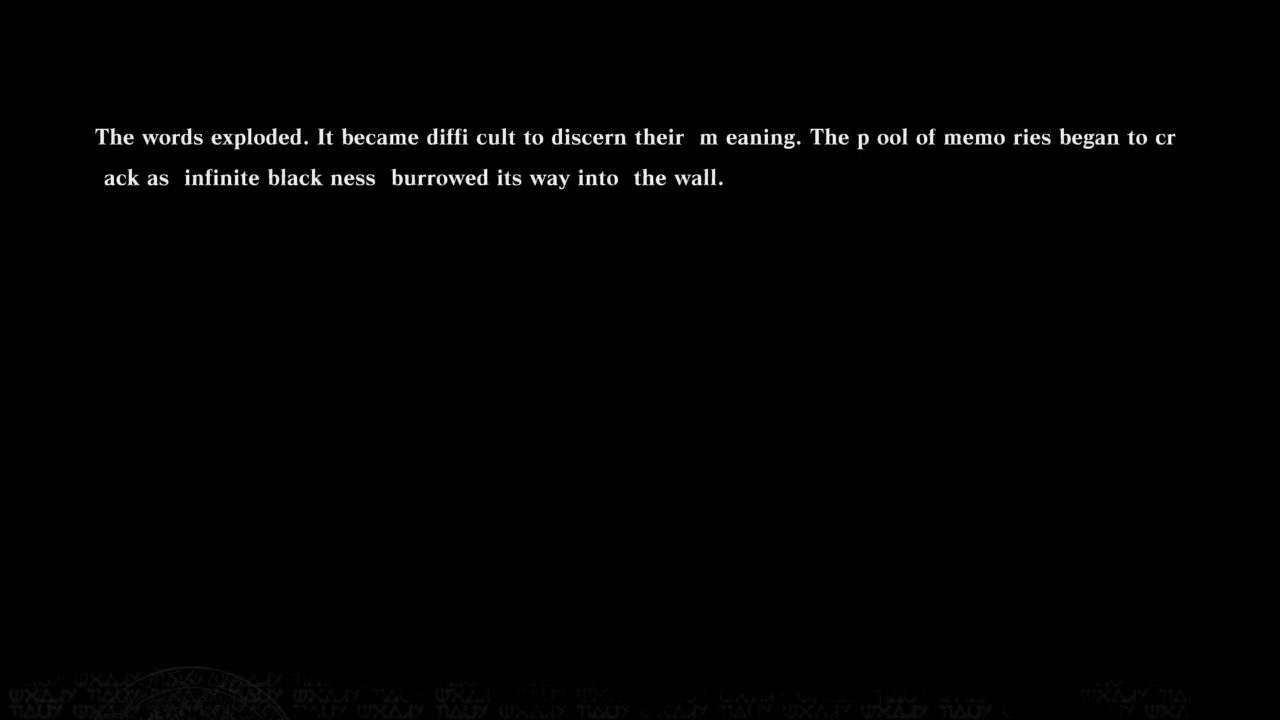 The words exploded. It became diffi cult to discern their  m eaning. The p ool of memo ries began to cr
ack as  infinite black ness  burrowed its way into  the wall.